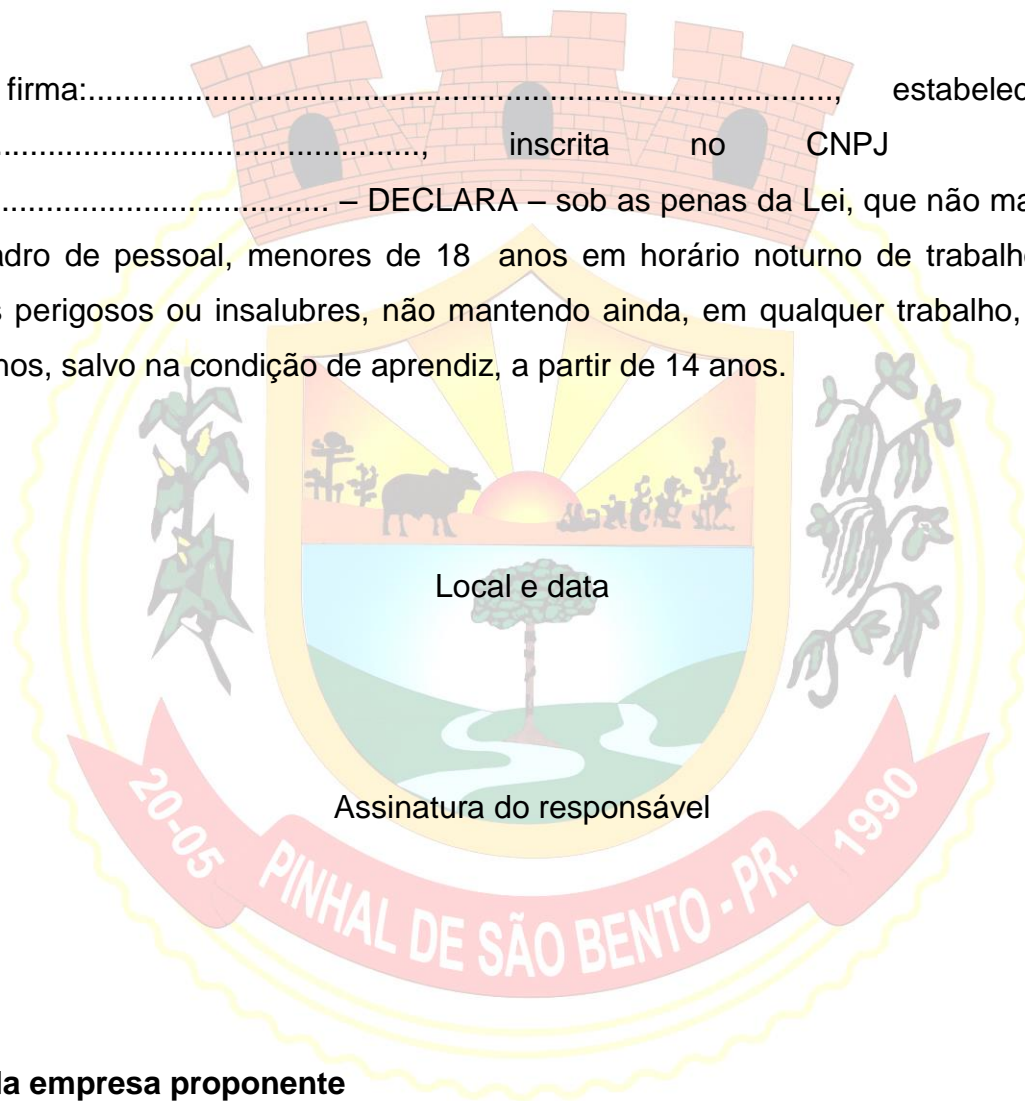 firma:...................................................................................., estabelec
................................................, inscrita no CNPJ
...................................... – DECLARA – sob as penas da Lei, que não ma
dro de pessoal, menores de 18 anos em horário noturno de trabalho
s perigosos ou insalubres, não mantendo ainda, em qualquer trabalho,
nos, salvo na condição de aprendiz, a partir de 14 anos.
Local e data
Assinatura do responsável
20-05 PINHAL DE SÃO BENTO - PR. 1990
da empresa proponente